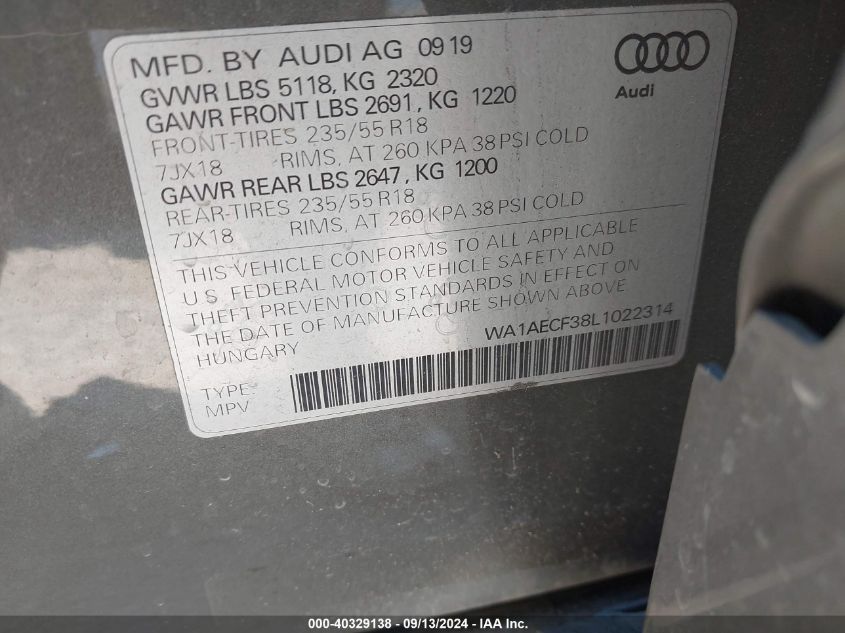 MFD. BY AUDI AG 09 19
GVWR LBS 5118, KG 2320
GAWR FRONT LBS 2691, KG 1220
FRONT-TIRES 235/55 R18
7JX18 RIMS, AT 260 KPA 38 PSI COLD
GAWR REAR LBS 2647, KG 1200
REAR-TIRES 235/55 R18
7JX18 RIMS, AT 260 KPA 38 PSI COLD
Audi
THIS VEHICLE CONFORMS TO ALL APPLICABLE
U.S. FEDERAL MOTOR VEHICLE SAFETY AND
THEFT PREVENTION STANDARDS IN EFFECT ON
THE DATE OF MANUFACTURE SHOWN ABOVE
HUNGARY
WA1AECF38L1022314
TYPE:
MPV
000-40329138 - 09/13/2024 - IAA Inc.